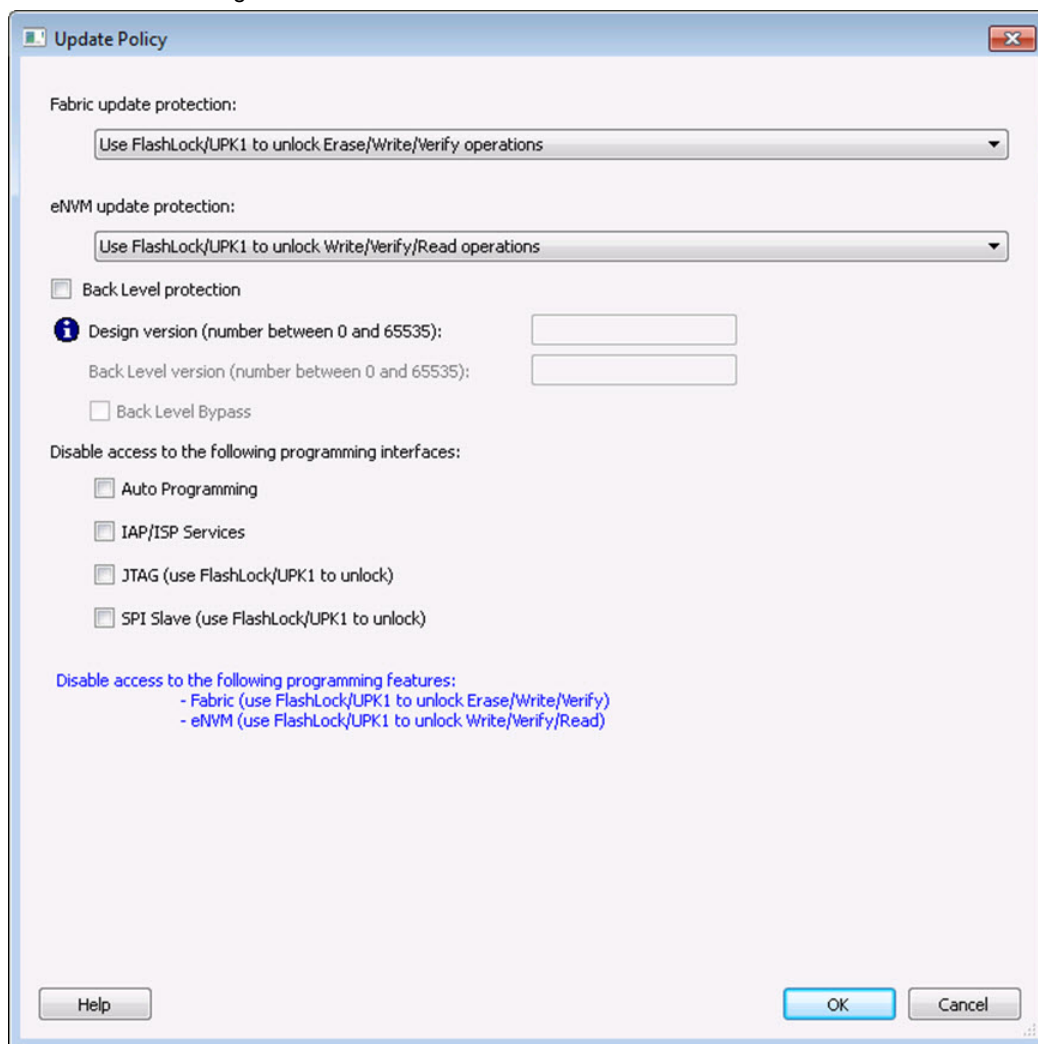 Update Policy
Fabric update protection:
Use FlashLock/UPK1 to unlock Erase/Write/Verify operations
eNVM update protection:
Use FlashLock/UPK1 to unlock Write/Verify/Read operations
Back Level protection
Design version (number between 0 and 65535):
Back Level version (number between 0 and 65535):
Back Level Bypass
Disable access to the following programming interfaces:
Auto Programming
IAP/ISP Services
JTAG (use FlashLock/UPK1 to unlock)
SPI Slave (use FlashLock/UPK1 to unlock)
Disable access to the following programming features:
- Fabric (use FlashLock/UPK1 to unlock Erase/Write/Verify)
- eNVM (use FlashLock/UPK1 to unlock Write/Verify/Read)
Help OK Cancel